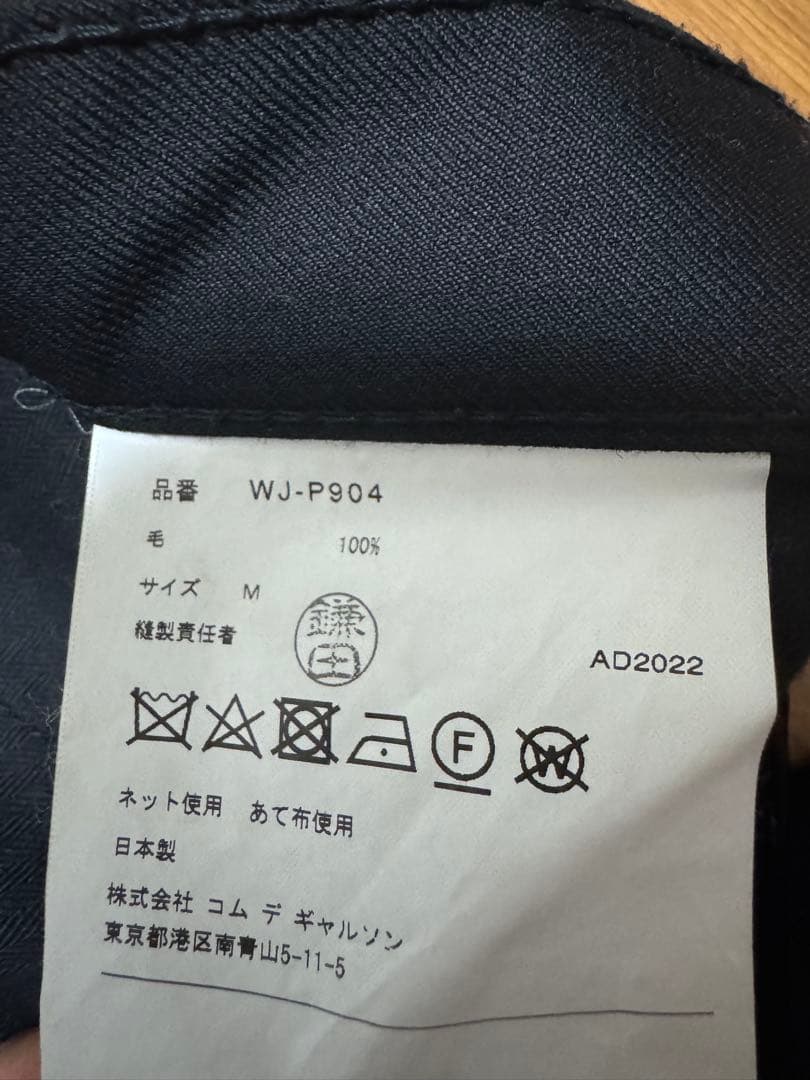 品番 WJ-P904
毛 100%
サイズ M
縫製責任者 鎌田
AD2022
F W
ネット使用 あて布使用
日本製
株式会社 コム デ ギャルソン
東京都港区南青山5-11-5